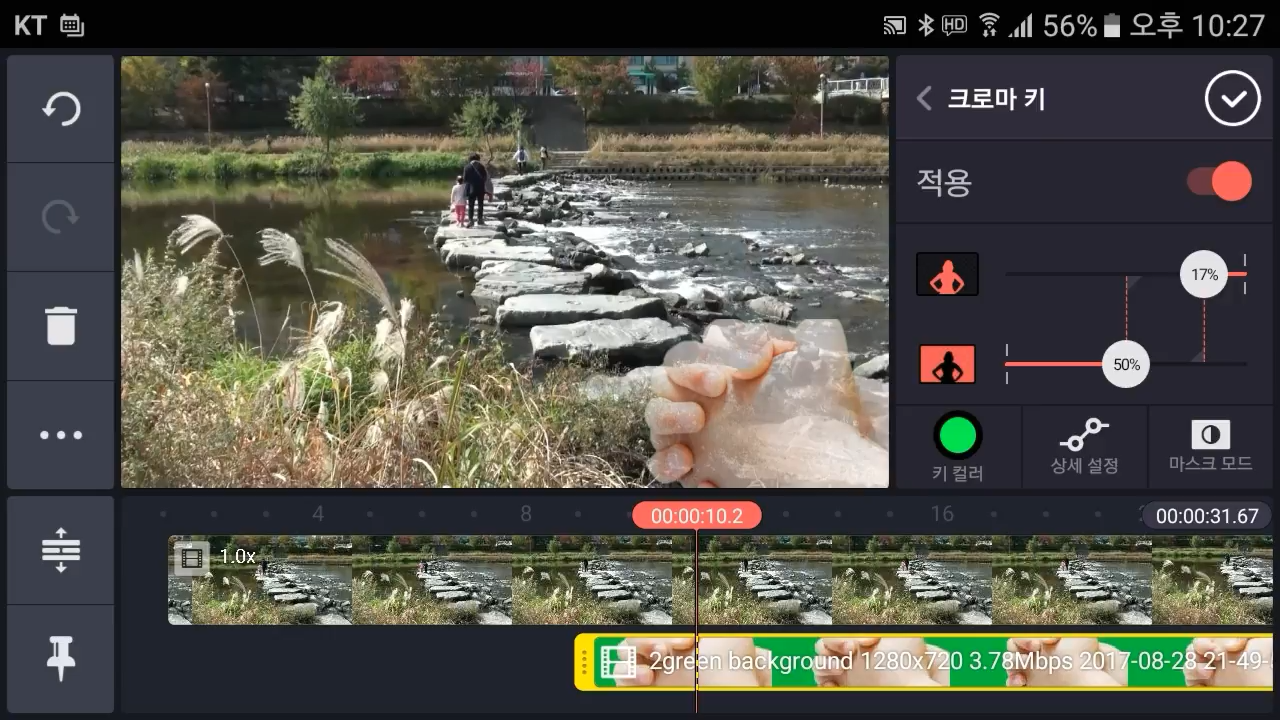 KT HD 56% 오후 10:27
크로마 키
적용
17%
50%
키 컬러 상세 설정 마스크 모드
4 8 00:00:10.2 16 00:00:31.67
1.0x
2green background 1280x720 3.78Mbps 2017-08-28 21-49-